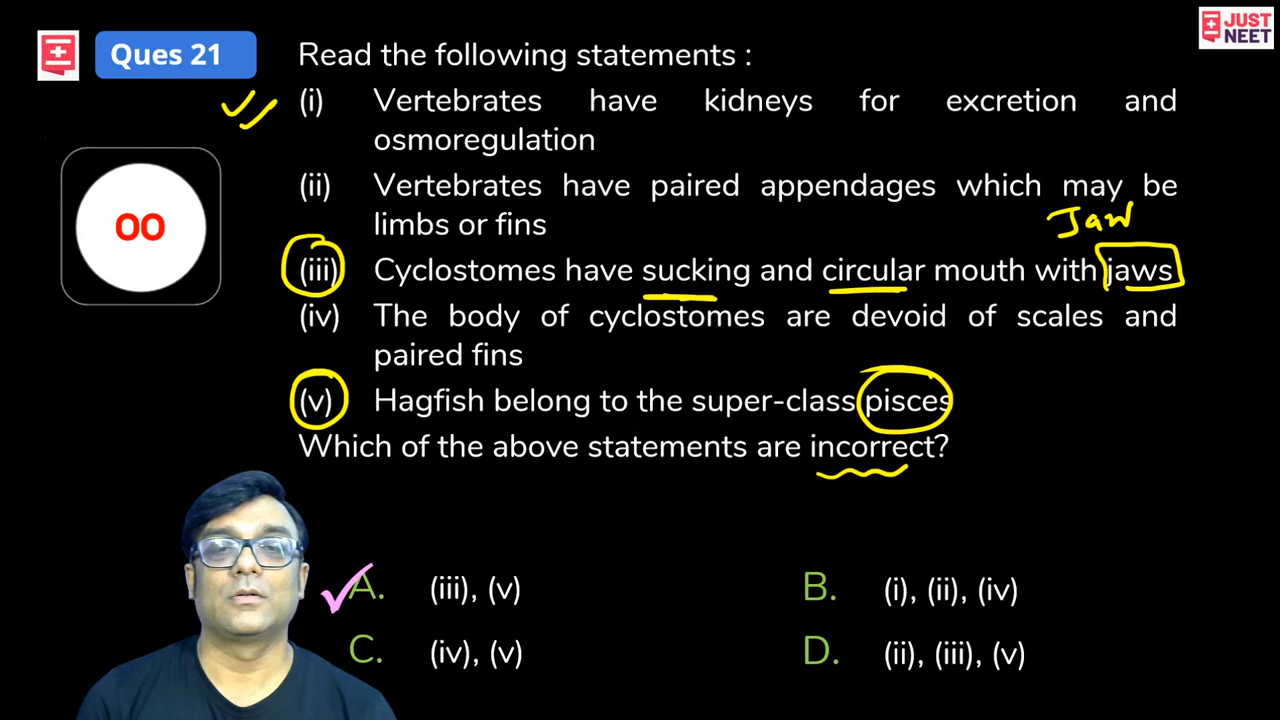 JUST
NEET
Ques 21
Read the following statements :
(i) Vertebrates have kidneys for excretion and
osmoregulation
00
(ii) Vertebrates have paired appendages which may be
limbs or fins
Jaw
(iii) Cyclostomes have sucking and circular mouth with jaws
(iv) The body of cyclostomes are devoid of scales and
paired fins
(v) Hagfish belong to the super-class pisces
Which of the above statements are incorrect?
A. (iii), (v)
B. (i), (ii), (iv)
C. (iv), (v)
D. (ii), (iii), (v)